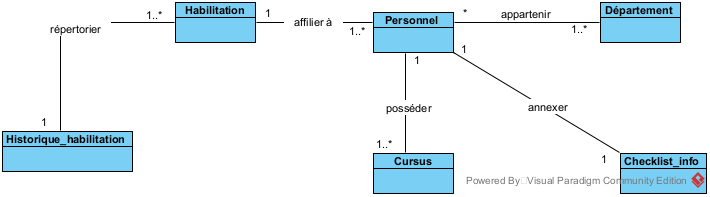 Habilitation
1..*
1
affilier à
1..*
Personnel
*
appartenir
1..*
Département
répertorier
1
1
posséder
annexer
1
Historique_habilitation
1..*
Cursus
1
Checklist_info
Powered By Visual Paradigm Community Edition